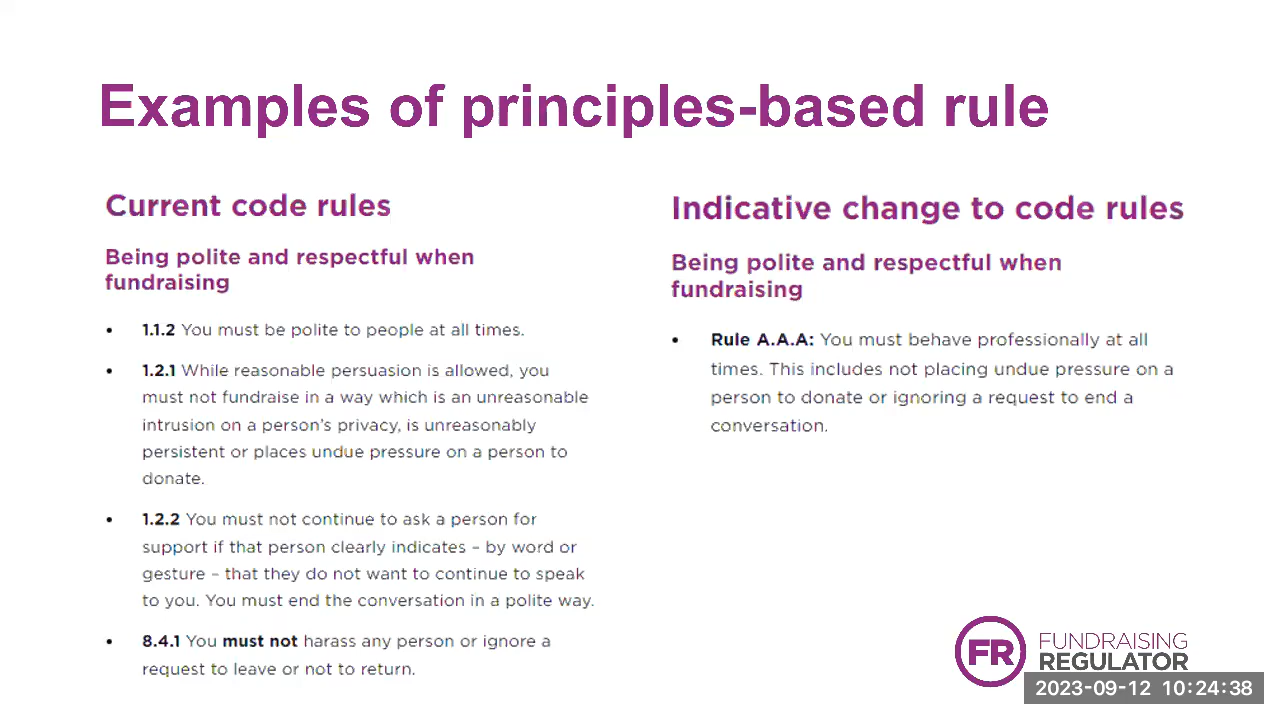 Examples of principles-based rule
Current code rules
Being polite and respectful when
fundraising
• 1.1.2 You must be polite to people at all times.
• 1.2.1 While reasonable persuasion is allowed, you
must not fundraise in a way which is an unreasonable
intrusion on a person's privacy, is unreasonably
persistent or places undue pressure on a person to
donate.
• 1.2.2 You must not continue to ask a person for
support if that person clearly indicates – by word or
gesture – that they do not want to continue to speak
to you. You must end the conversation in a polite way.
• 8.4.1 You must not harass any person or ignore a
request to leave or not to return.
Indicative change to code rules
Being polite and respectful when
fundraising
• Rule A.A.A: You must behave professionally at all
times. This includes not placing undue pressure on a
person to donate or ignoring a request to end a
conversation.
FR
FUNDRAISING
REGULATOR
2023-09-12 10:24:38